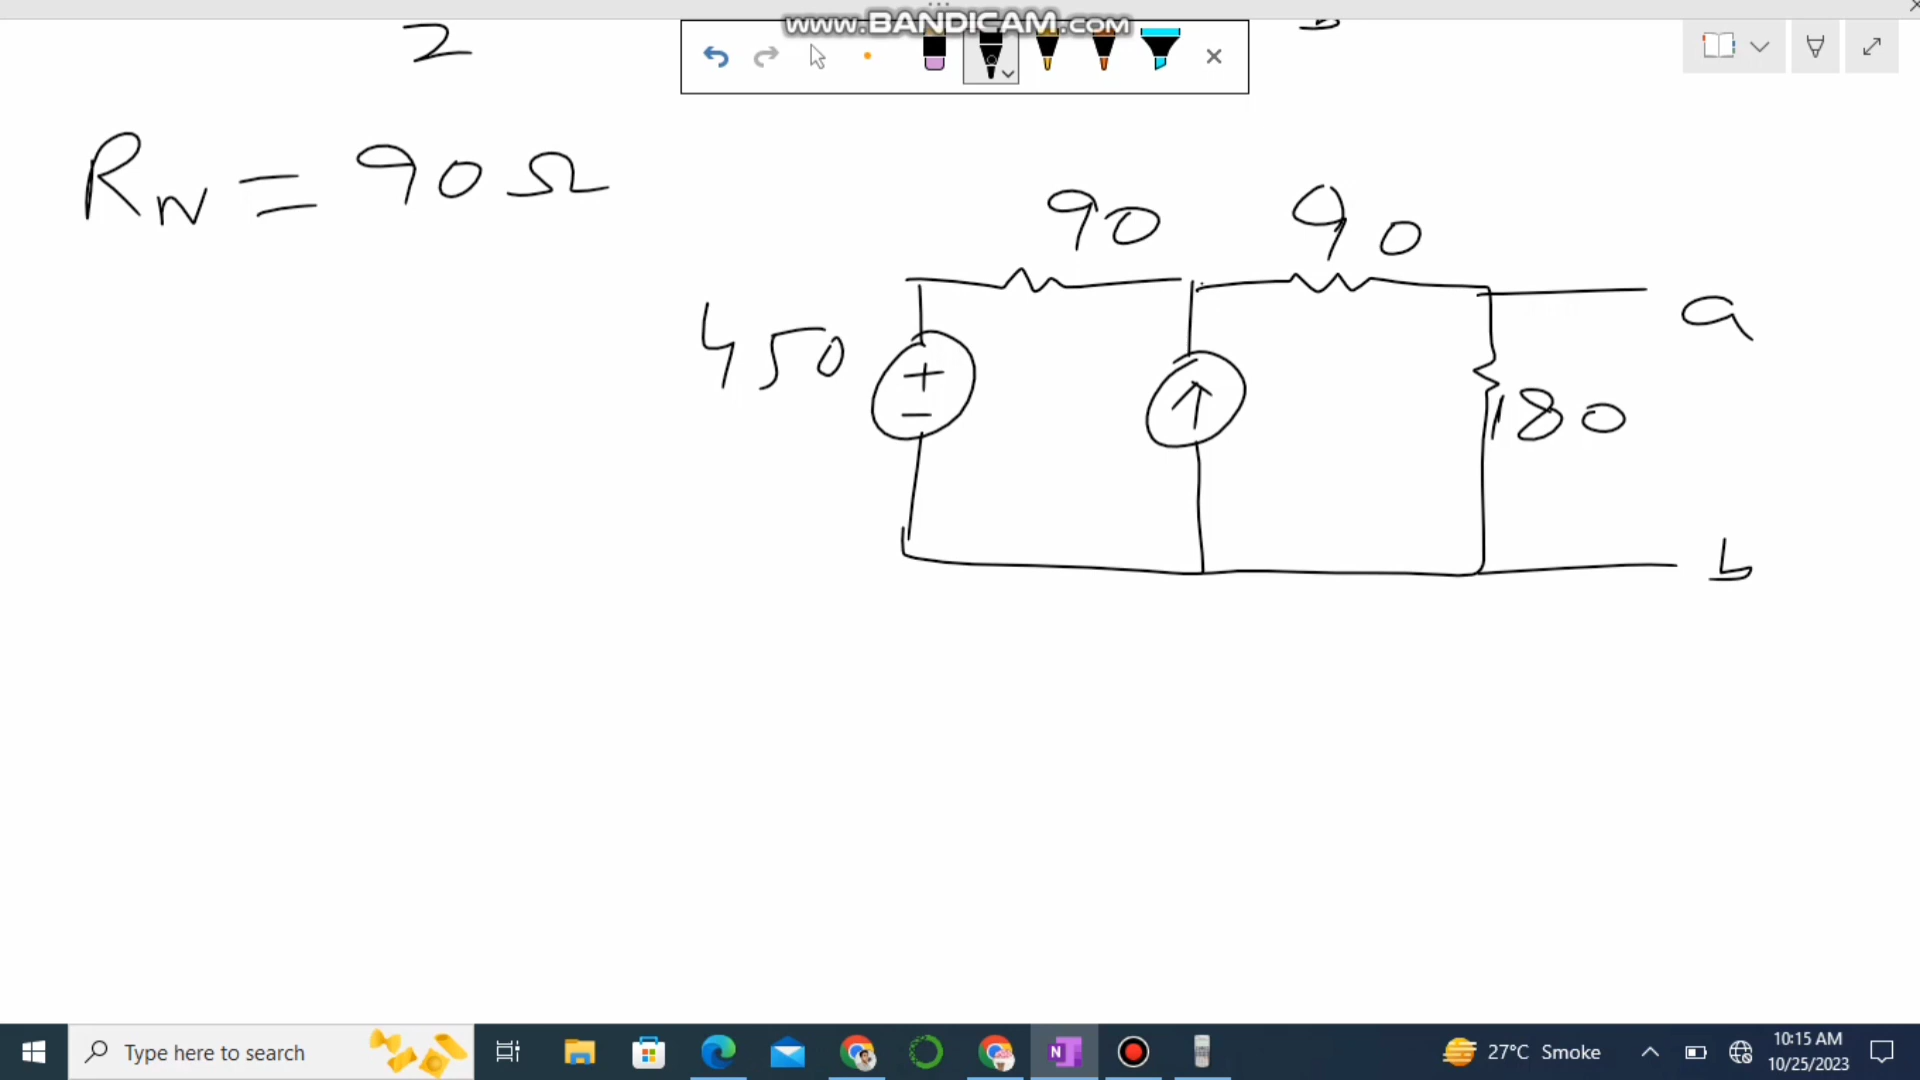 www.BANDICAM.com
2
RN = 90 Ω
90 90
450 + − 180 a
b
Type here to search
27°C Smoke
10:15 AM
10/25/2023